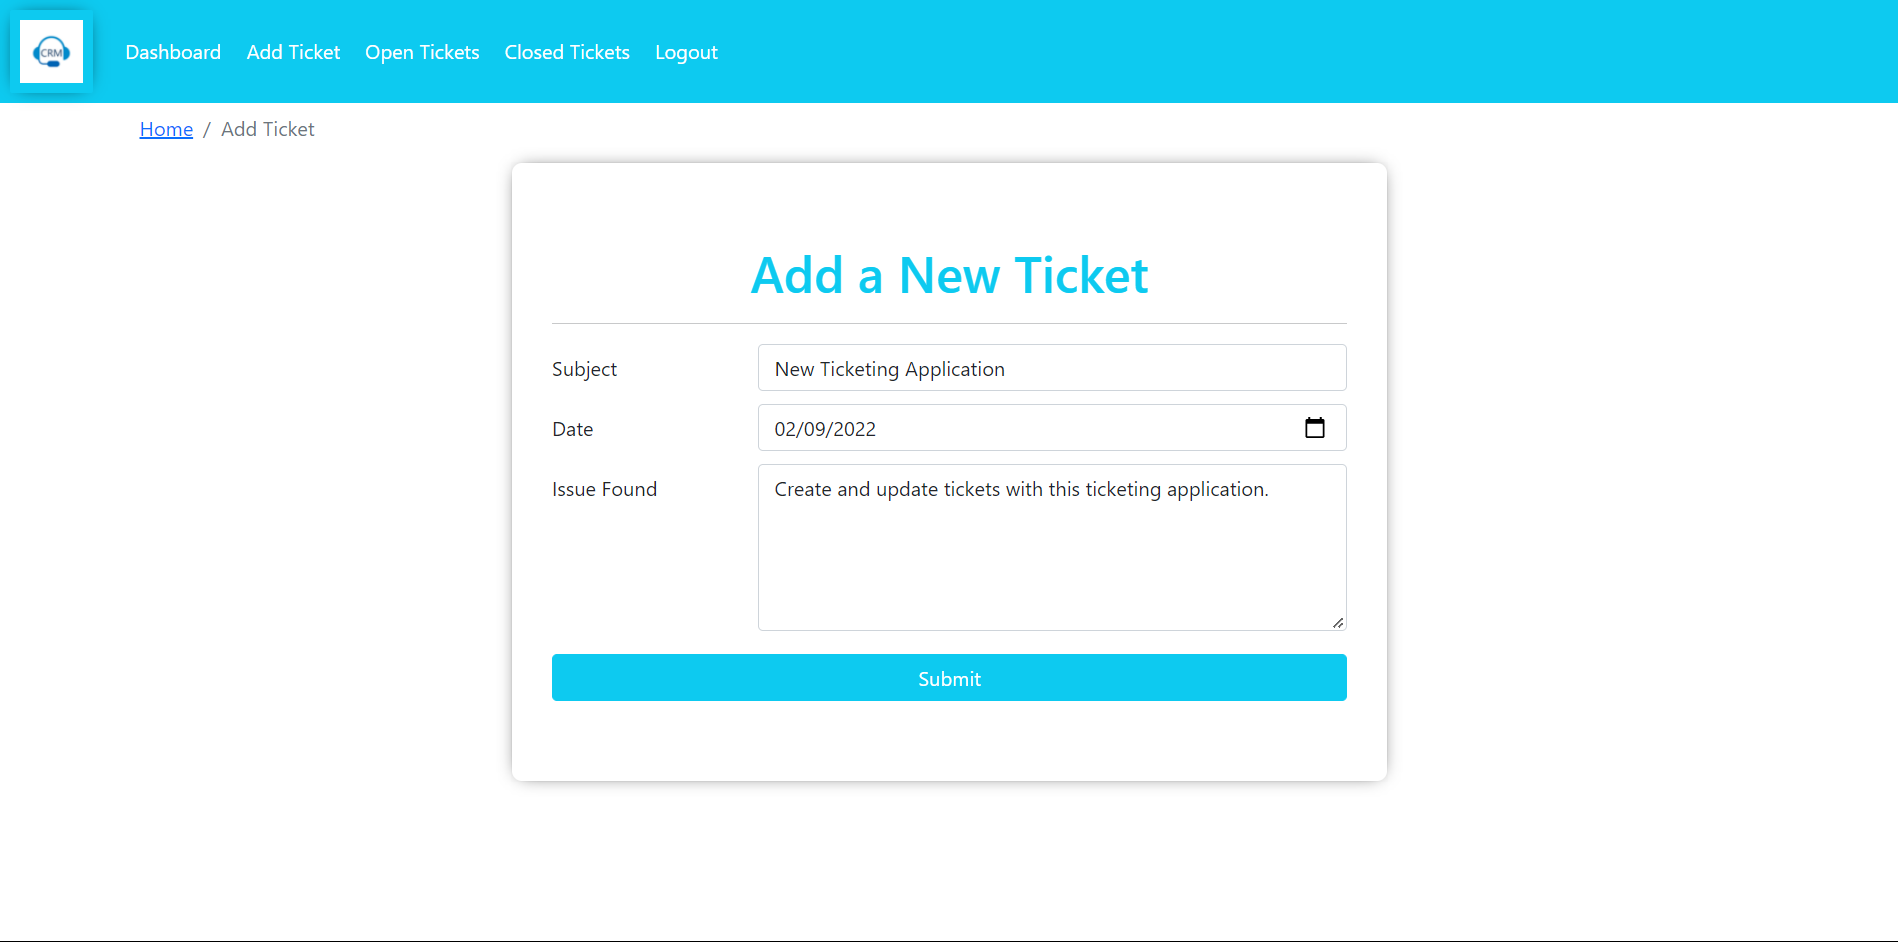 CRM
Dashboard Add Ticket Open Tickets Closed Tickets Logout
Home / Add Ticket
Add a New Ticket
Subject New Ticketing Application
Date 02/09/2022
Issue Found Create and update tickets with this ticketing application.
Submit